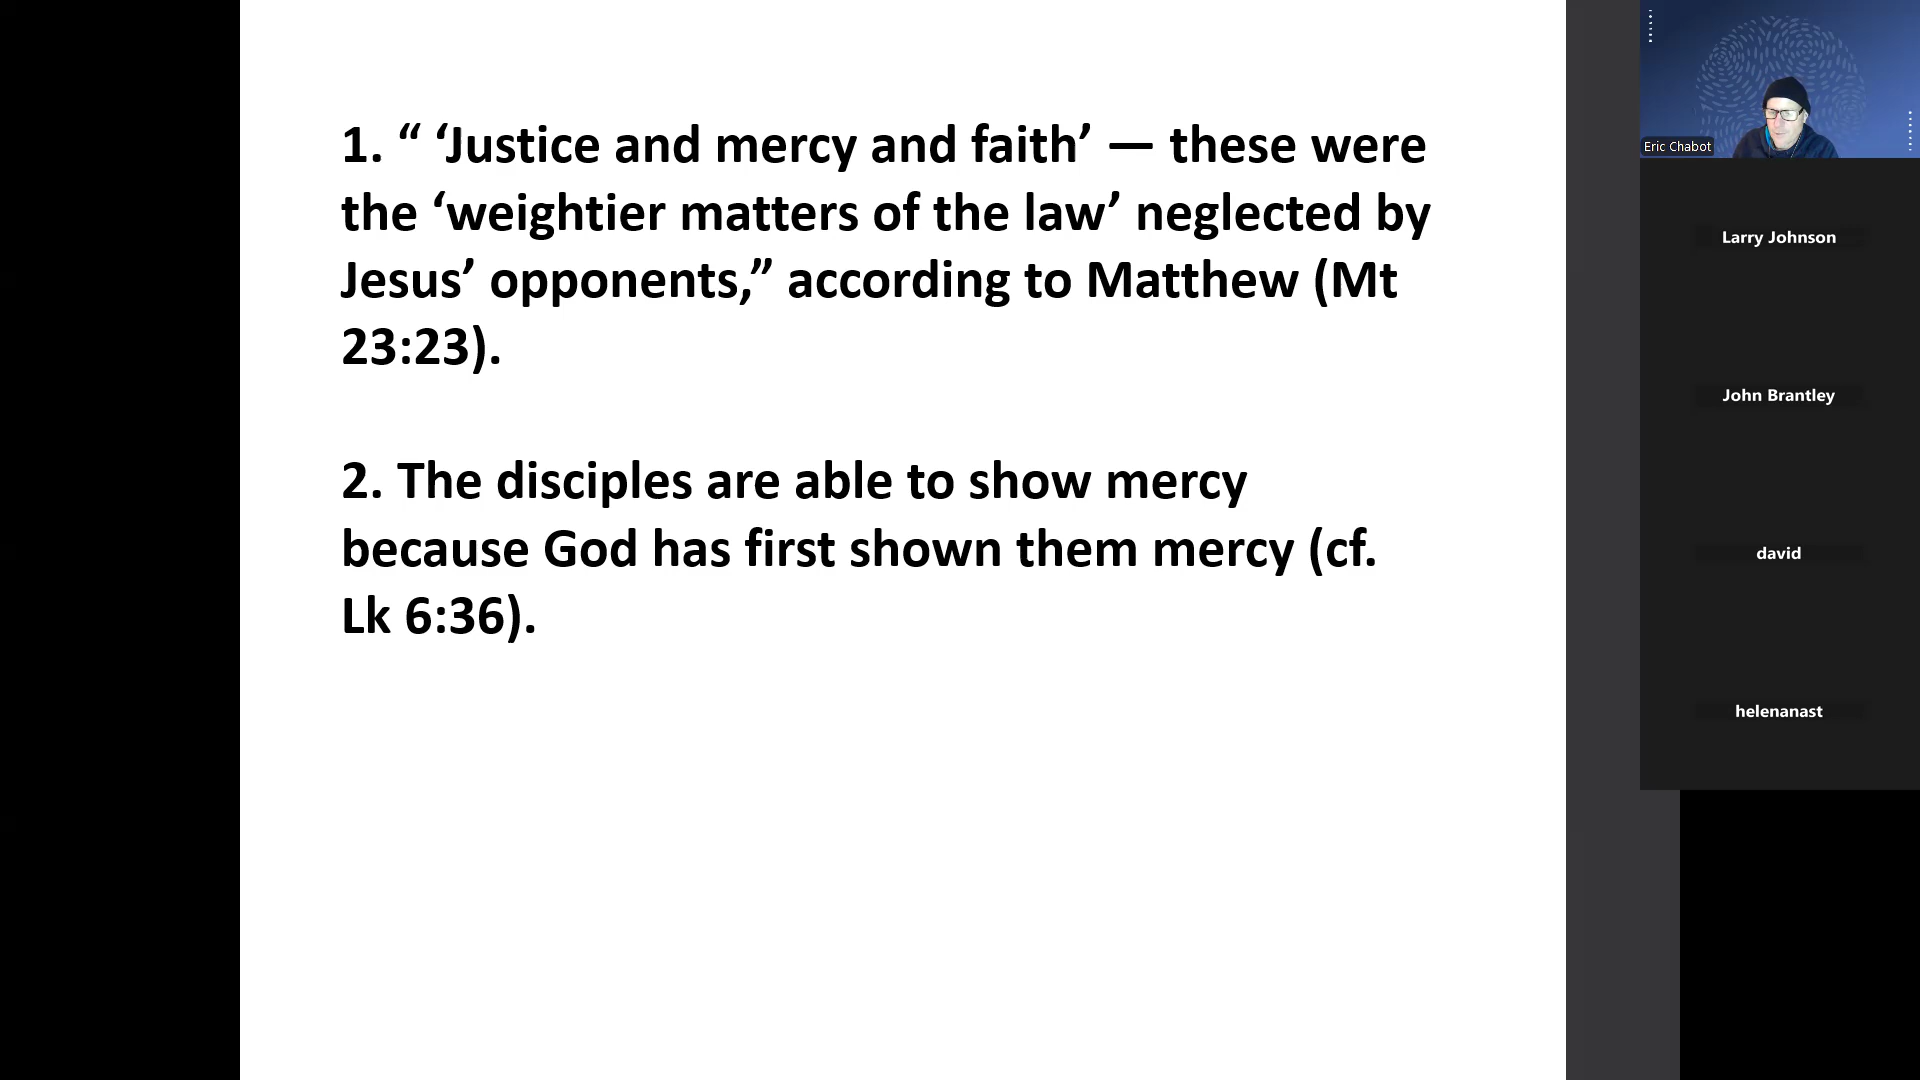 1. “ ‘Justice and mercy and faith’ — these were
the ‘weightier matters of the law’ neglected by
Jesus’ opponents,” according to Matthew (Mt
23:23).
2. The disciples are able to show mercy
because God has first shown them mercy (cf.
Lk 6:36).
Eric Chabot
Larry Johnson
John Brantley
david
helenanast